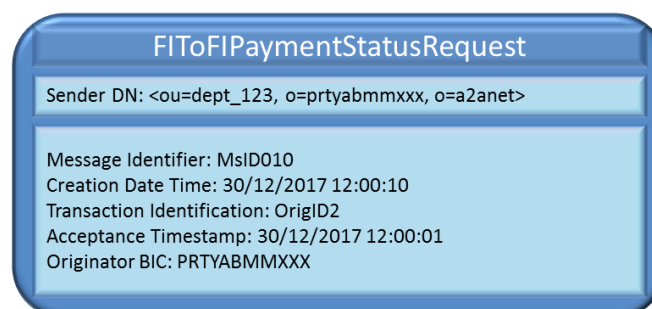 FIToFIPaymentStatusRequest
Sender DN: <ou=dept_123, o=prtyabmmxxx, o=a2anet>
Message Identifier: MsID010
Creation Date Time: 30/12/2017 12:00:10
Transaction Identification: OrigID2
Acceptance Timestamp: 30/12/2017 12:00:01
Originator BIC: PRTYABMMXXX